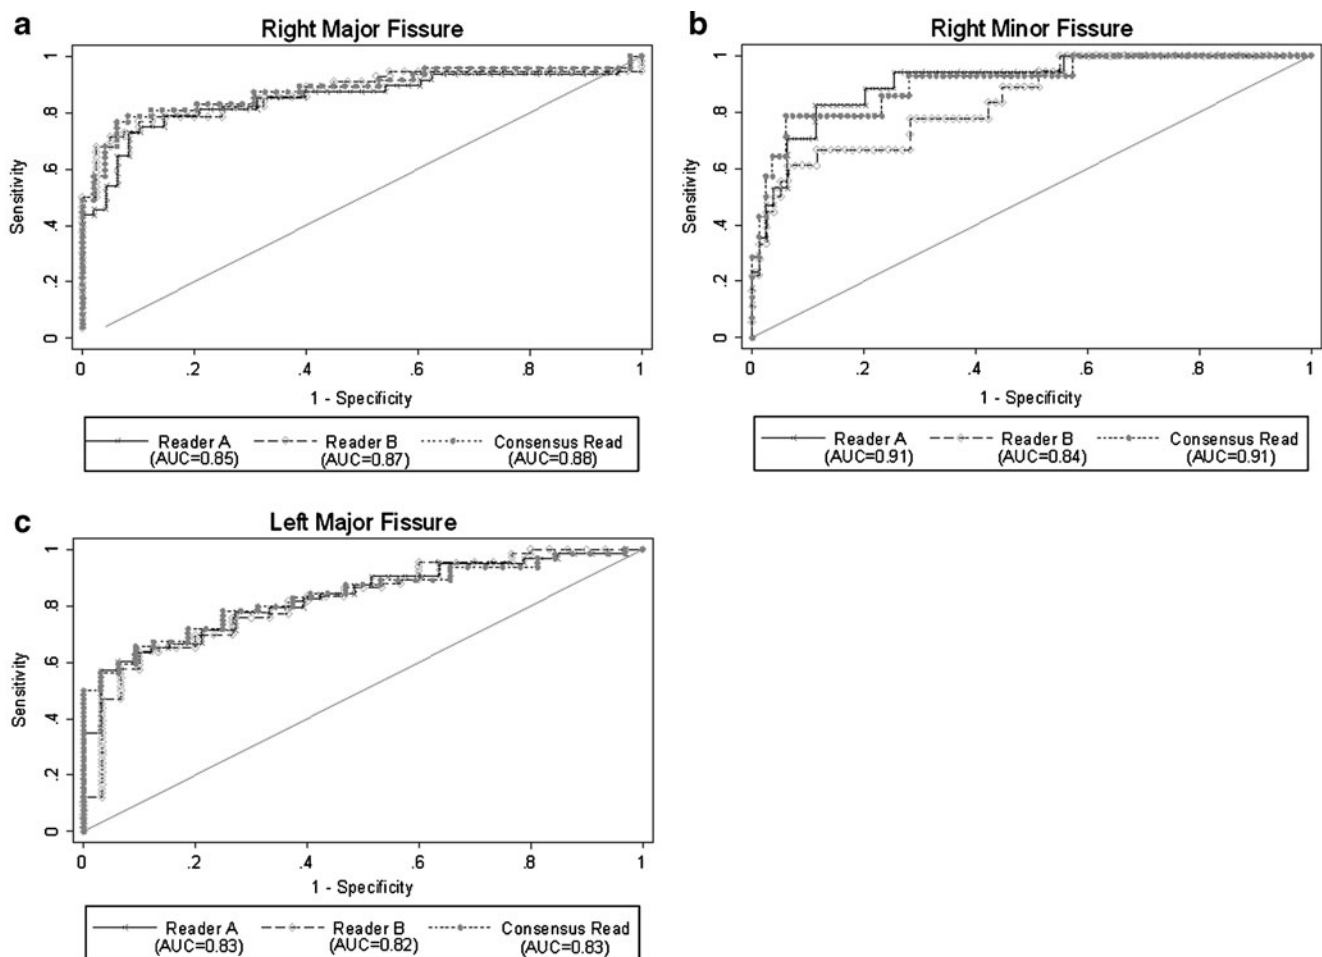 a
Right Major Fissure
Sensitivity
1
.8
.6
.4
.2
0
0 .2 .4 .6 .8 1
1 - Specificity
Reader A Reader B Consensus Read
(AUC=0.85) (AUC=0.87) (AUC=0.88)
b
Right Minor Fissure
Sensitivity
1
.8
.6
.4
.2
0
0 .2 .4 .6 .8 1
1 - Specificity
Reader A Reader B Consensus Read
(AUC=0.91) (AUC=0.84) (AUC=0.91)
c
Left Major Fissure
Sensitivity
1
.8
.6
.4
.2
0
0 .2 .4 .6 .8 1
1 - Specificity
Reader A Reader B Consensus Read
(AUC=0.83) (AUC=0.82) (AUC=0.83)